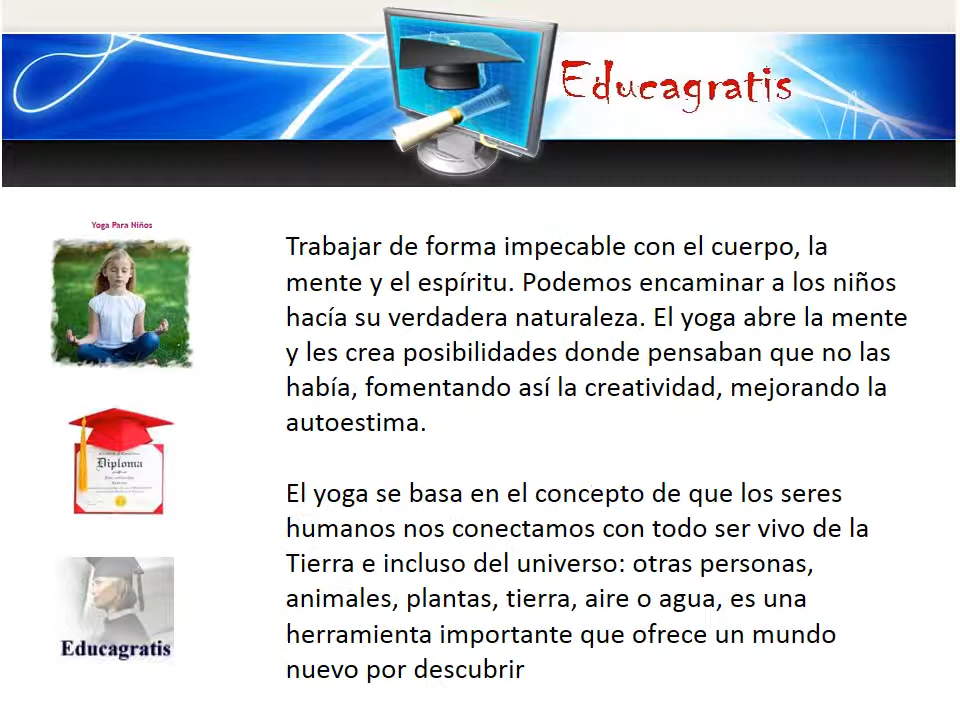 Educagratis
Yoga Para Niños
Trabajar de forma impecable con el cuerpo, la
mente y el espíritu. Podemos encaminar a los niños
hacía su verdadera naturaleza. El yoga abre la mente
y les crea posibilidades donde pensaban que no las
había, fomentando así la creatividad, mejorando la
autoestima.
El yoga se basa en el concepto de que los seres
humanos nos conectamos con todo ser vivo de la
Tierra e incluso del universo: otras personas,
animales, plantas, tierra, aire o agua, es una
herramienta importante que ofrece un mundo
nuevo por descubrir
Diploma
Educagratis